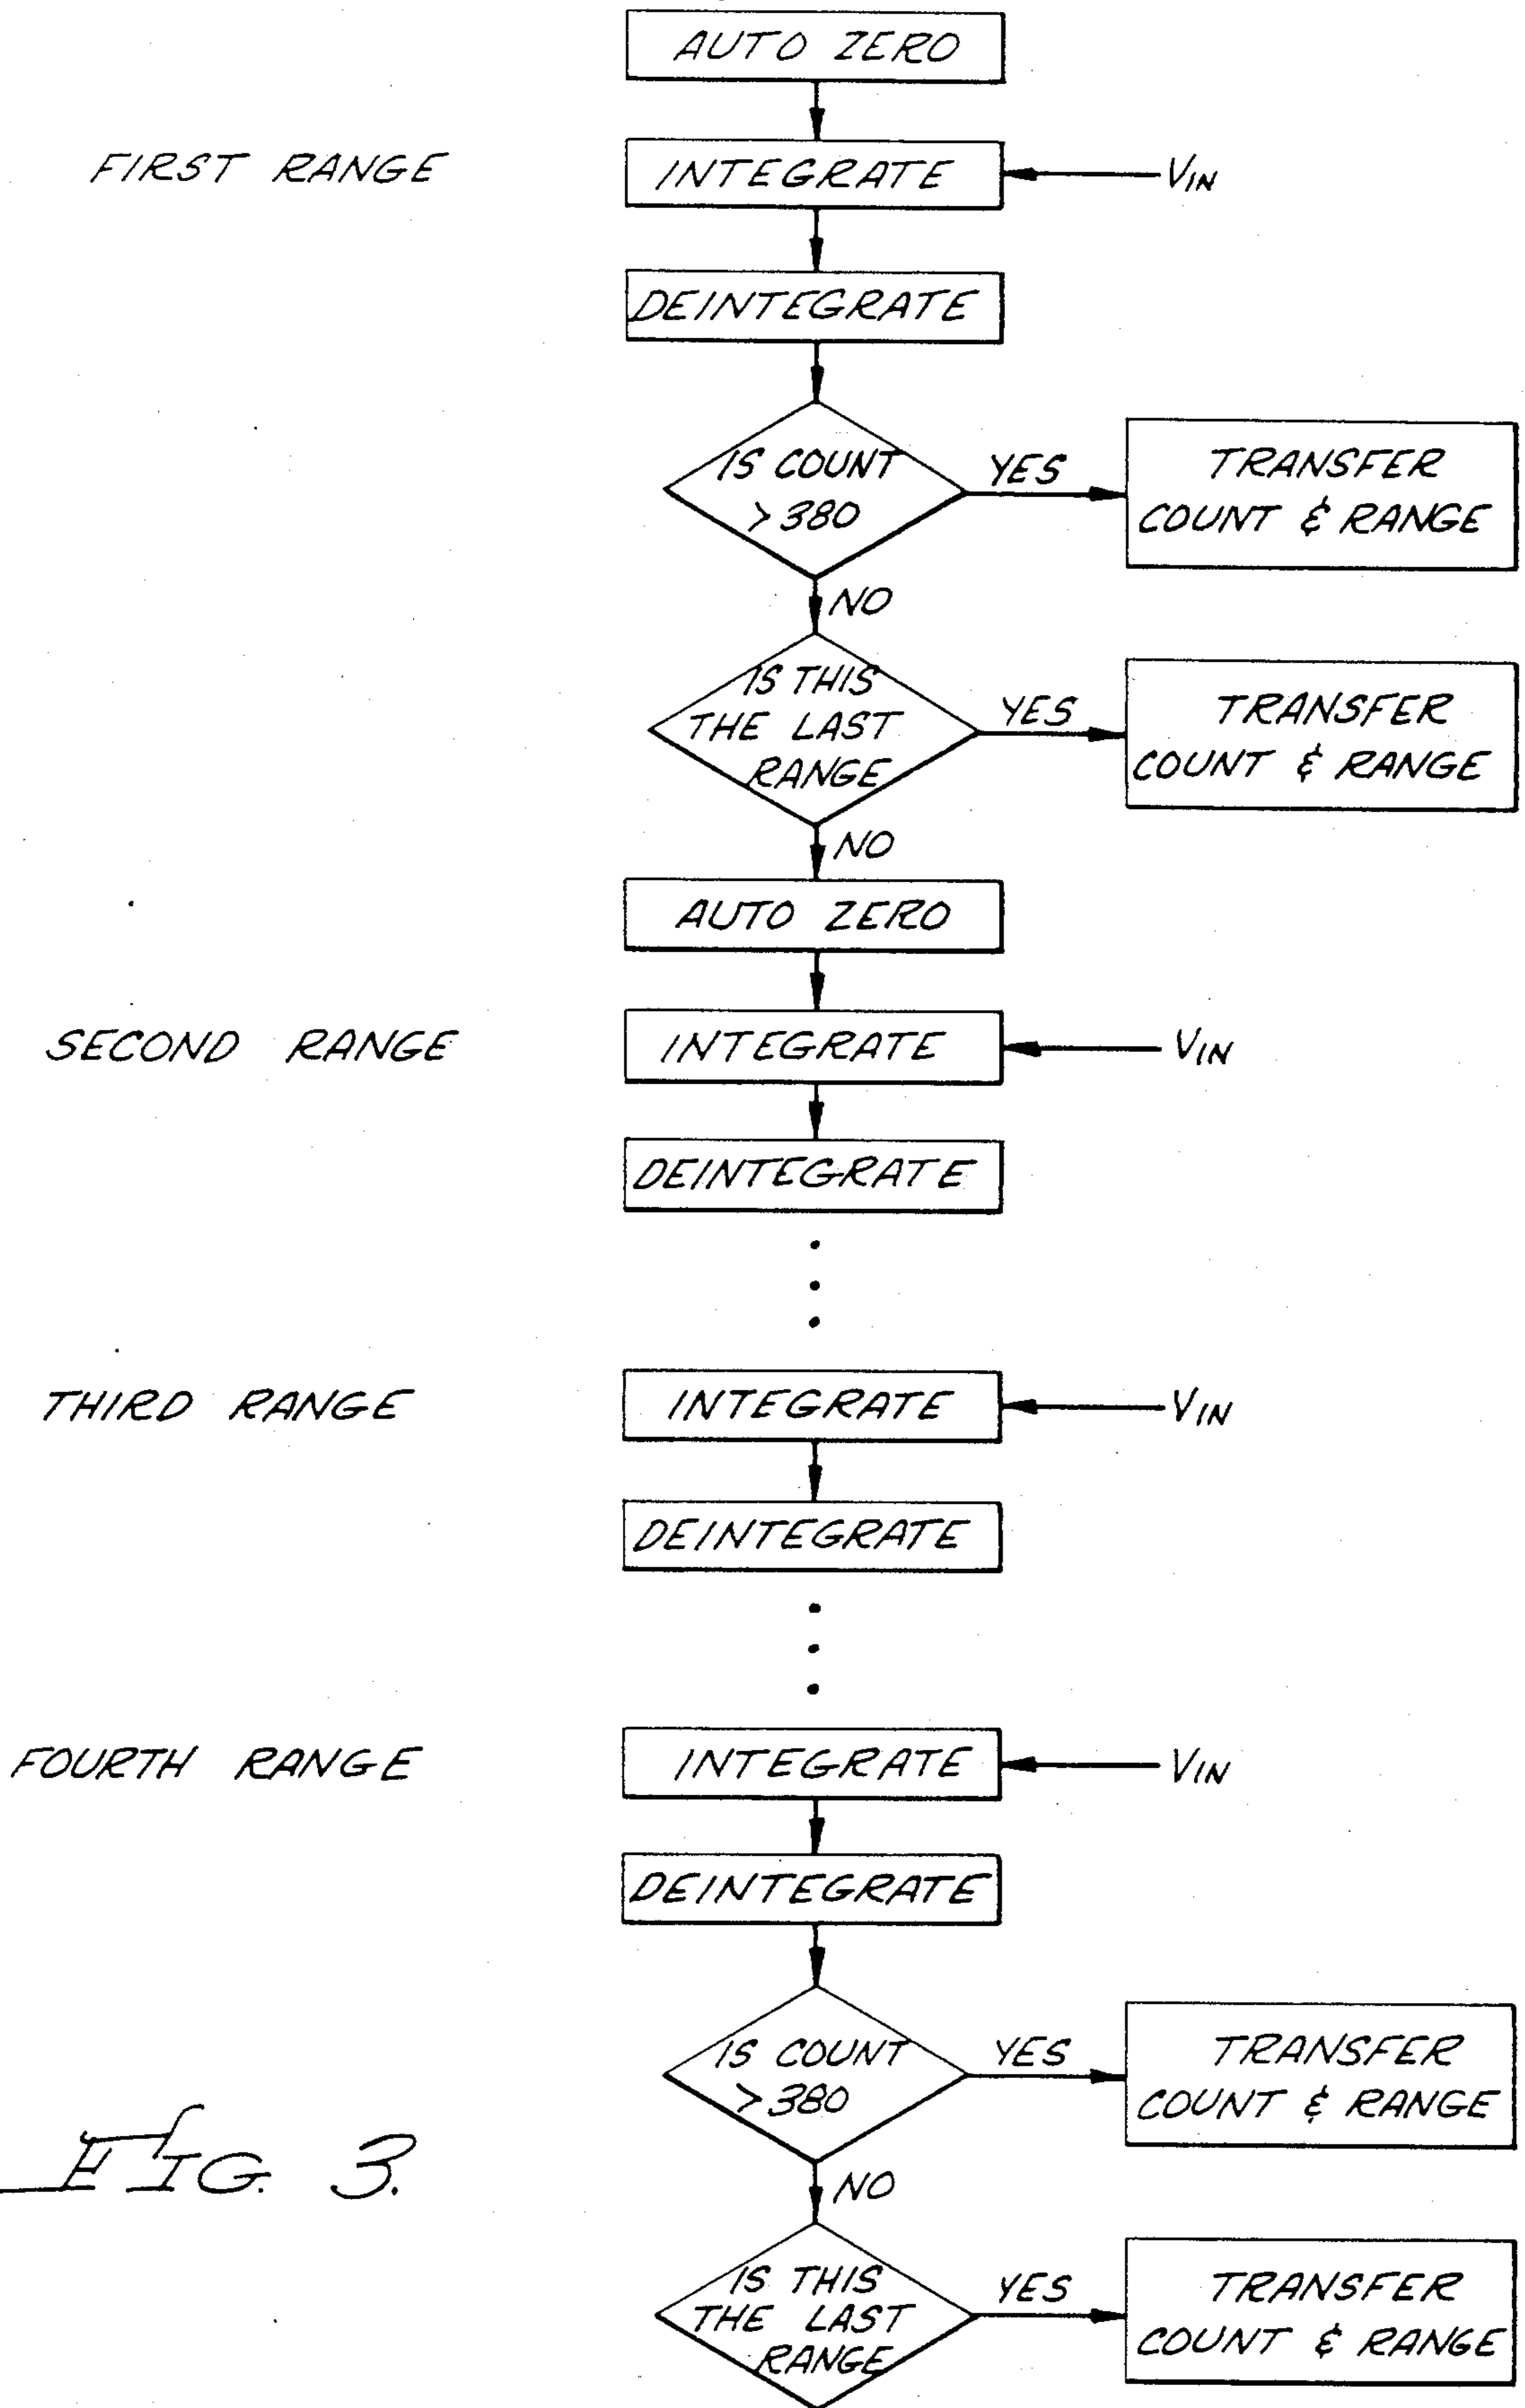 AUTO ZERO
FIRST RANGE
INTEGRATE
VIN
DEINTEGRATE
IS COUNT
> 380
YES
TRANSFER
COUNT & RANGE
NO
IS THIS
THE LAST
RANGE
YES
TRANSFER
COUNT & RANGE
NO
AUTO ZERO
SECOND RANGE
INTEGRATE
VIN
DEINTEGRATE
THIRD RANGE
INTEGRATE
VIN
DEINTEGRATE
FOURTH RANGE
INTEGRATE
VIN
DEINTEGRATE
IS COUNT
> 380
YES
TRANSFER
COUNT & RANGE
NO
IS THIS
THE LAST
RANGE
YES
TRANSFER
COUNT & RANGE
FIG. 3.